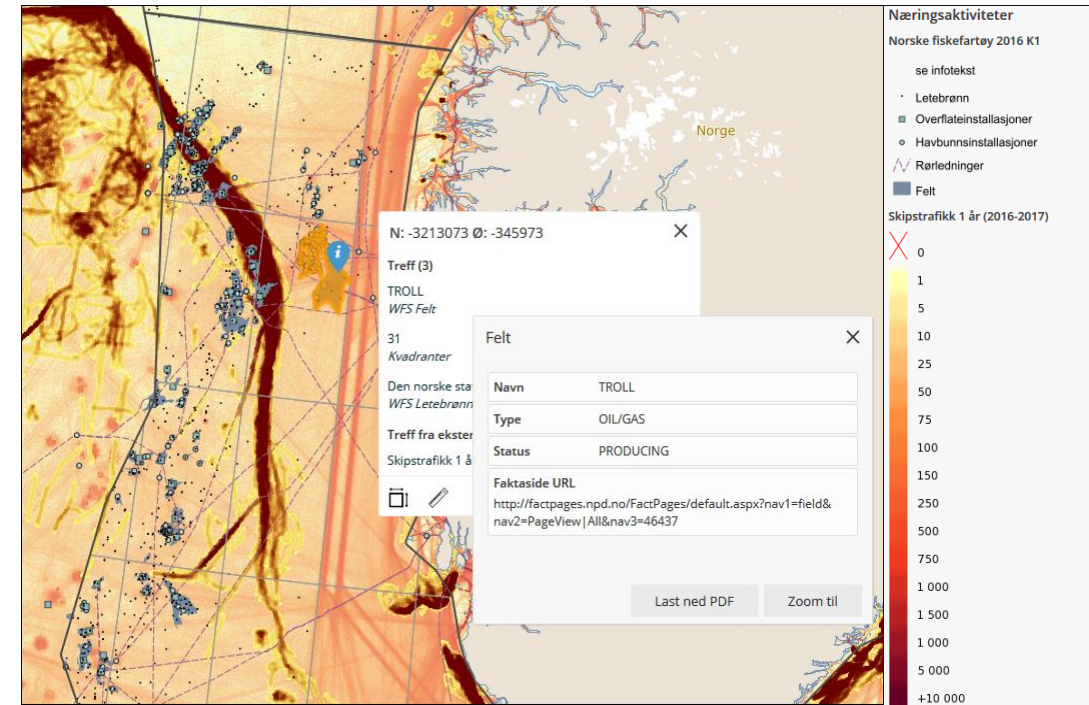 Norge
N: -3213073 Ø: -345973
Treff (3)
TROLL
WFS Felt
31
Kvadranter
Den norske sta
WFS Letebrønn
Treff fra ekster
Skipstrafikk 1 å
i
Felt
Navn TROLL
Type OIL/GAS
Status PRODUCING
Faktaside URL
http://factpages.npd.no/FactPages/default.aspx?nav1=field&
nav2=PageView|All&nav3=46437
Last ned PDF Zoom til
Næringsaktiviteter
Norske fiskefartøy 2016 K1
se infotekst
Letebrønn
Overflateinstallasjoner
Havbunnsinstallasjoner
Rørledninger
Felt
Skipstrafikk 1 år (2016-2017)
0
1
5
10
25
50
75
100
150
250
500
750
1 000
1 500
1 000
5 000
+10 000